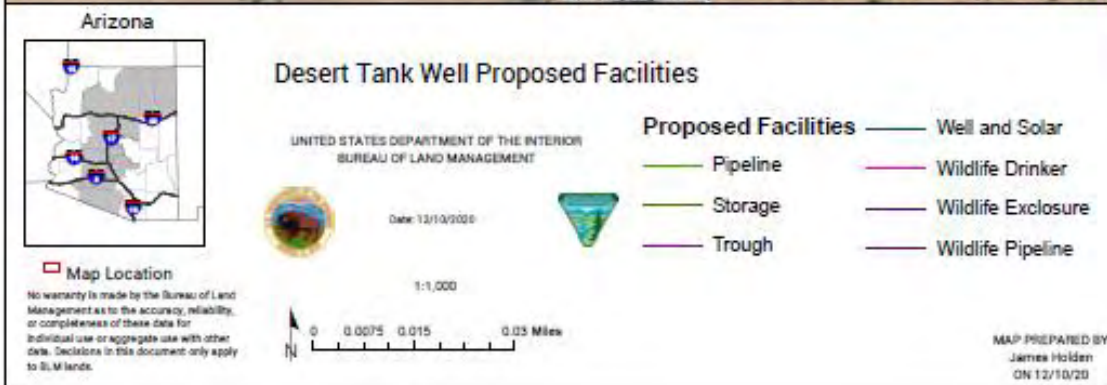 Arizona
Map Location
No warranty is made by the Bureau of Land
Management as to the accuracy, reliability,
or completeness of these data for
individual use or aggregate use with other
data. Decisions in this document only apply
to BLM lands.
Desert Tank Well Proposed Facilities
UNITED STATES DEPARTMENT OF THE INTERIOR
BUREAU OF LAND MANAGEMENT
Date: 12/10/2020
1:1,000
0 0.0075 0.015 0.03 Miles
N
Proposed Facilities
Pipeline
Storage
Trough
Well and Solar
Wildlife Drinker
Wildlife Exclosure
Wildlife Pipeline
MAP PREPARED BY
James Holden
ON 12/10/20